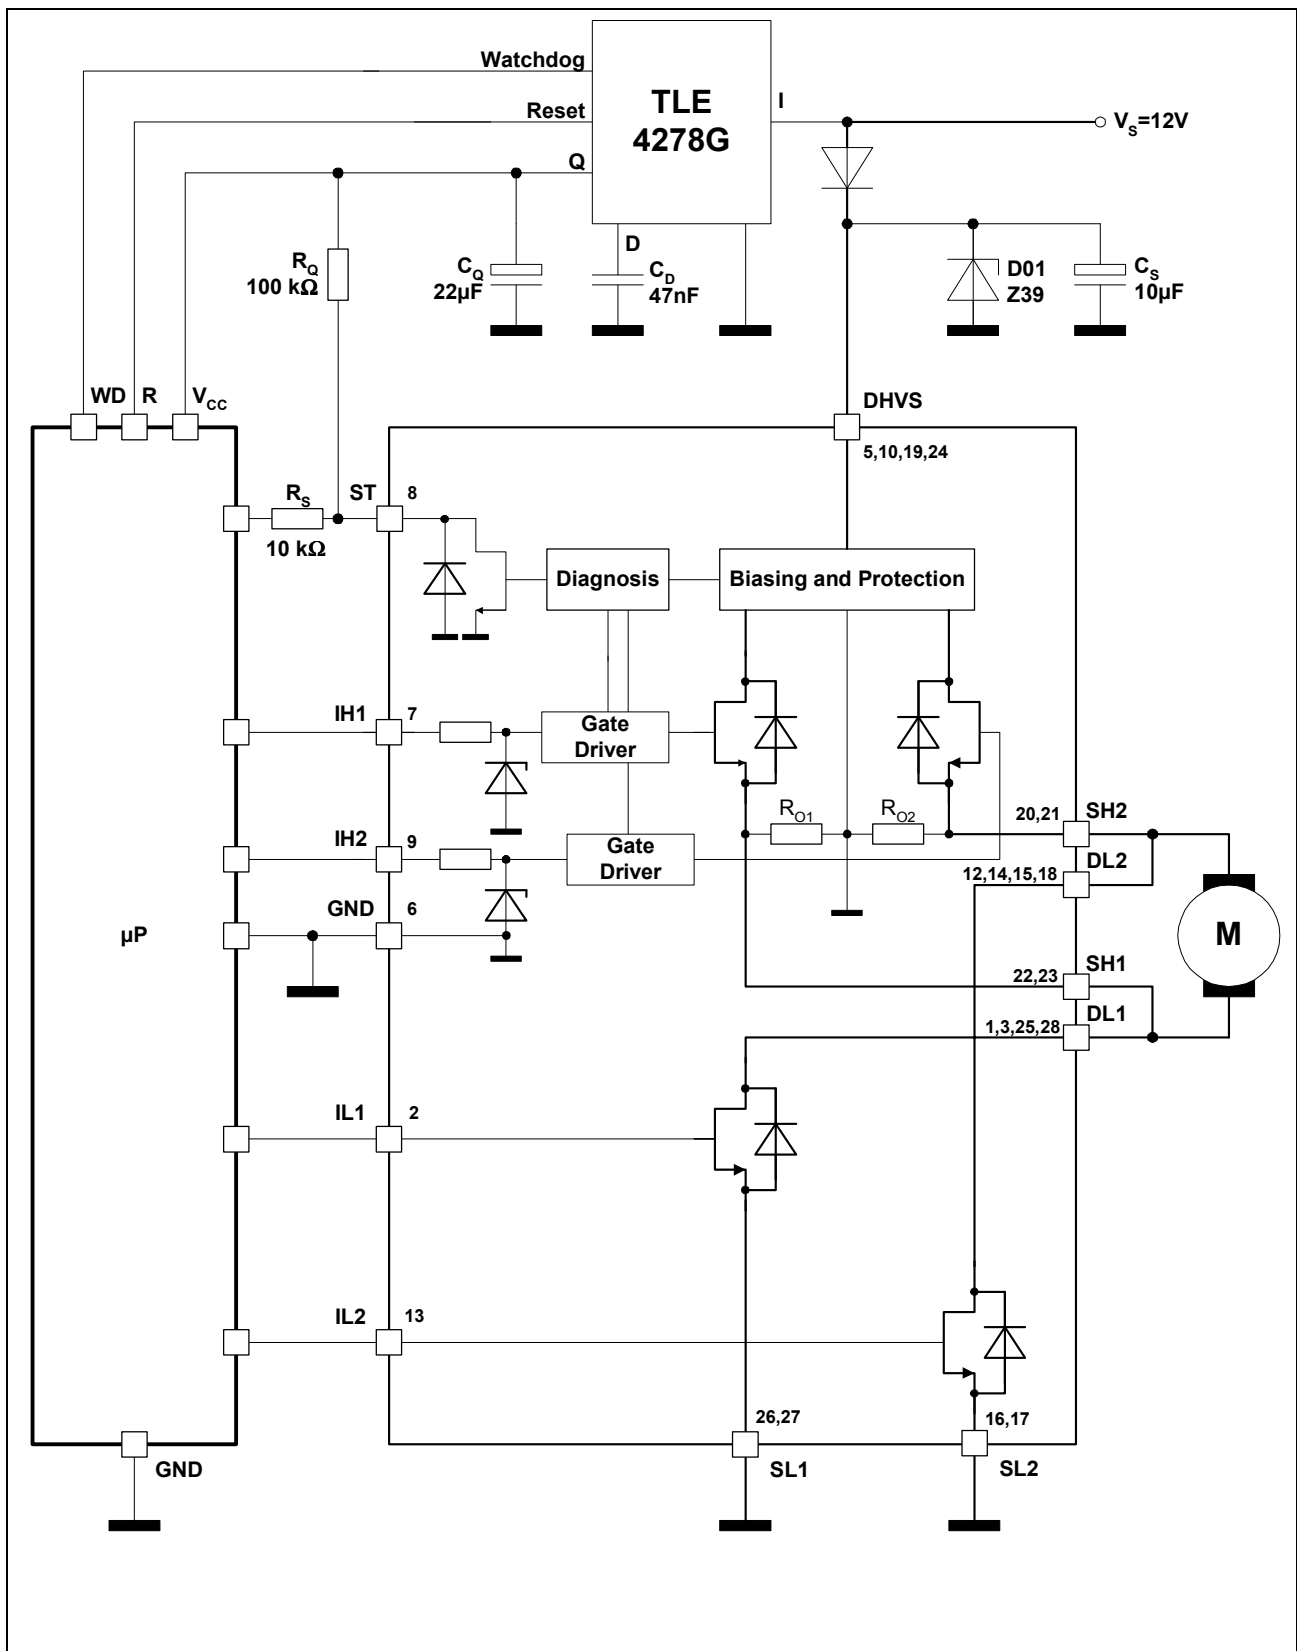 Watchdog
TLE
4278G
I
Reset
V_S=12V
Q
D
R_Q
100 kΩ
C_Q
22µF
C_D
47nF
D01
Z39
C_S
10µF
WD
R
V_CC
DHVS
5,10,19,24
R_S
10 kΩ
ST
8
Diagnosis
Biasing and Protection
IH1
7
Gate
Driver
R_O1
R_O2
20,21
SH2
IH2
9
Gate
Driver
DL2
12,14,15,18
GND
6
µP
M
SH1
22,23
DL1
1,3,25,28
IL1
2
IL2
13
26,27
16,17
GND
SL1
SL2